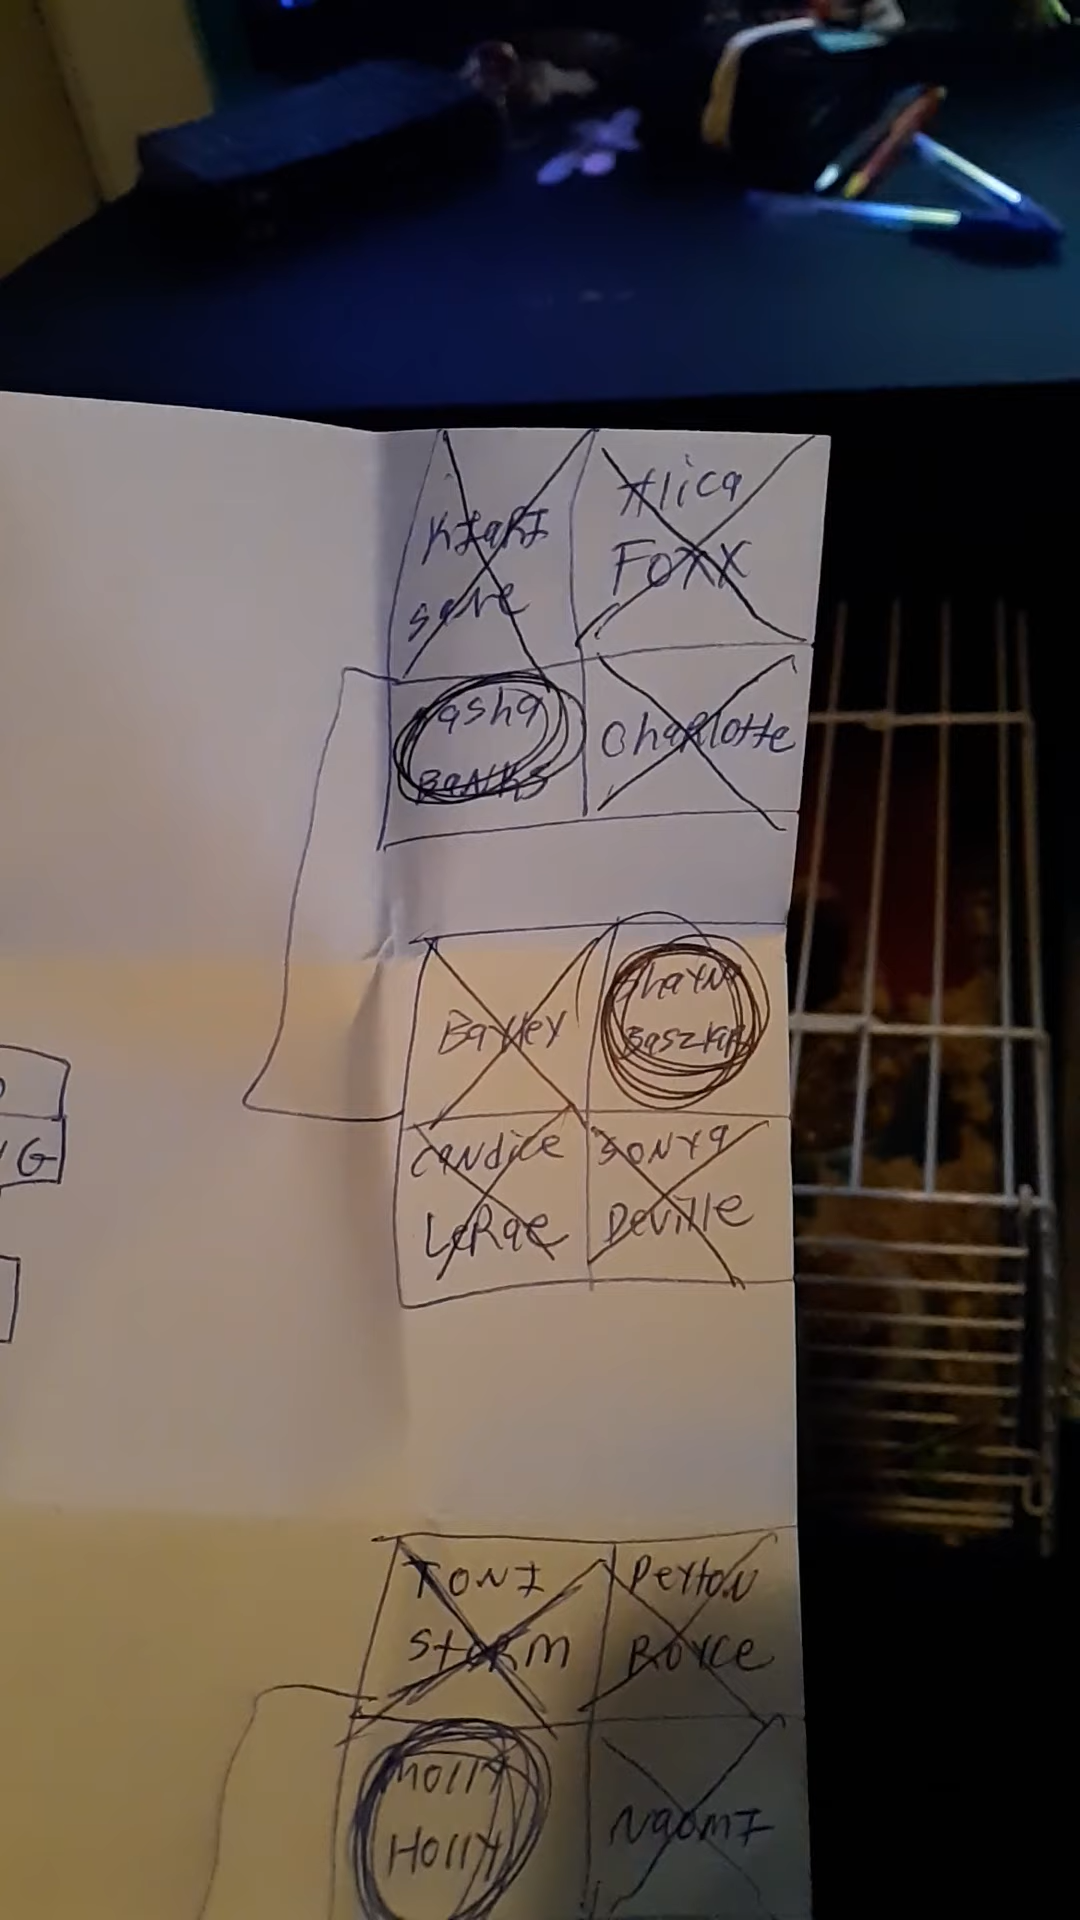 KIaRI
sane
Alica
FOXX
Sasha
BaNKS
ChaRlotte
Bayley
ShayNa
BaszlaR
CaNdice
LeRae
SONYa
Deville
TONI
StoRM
PeYtoN
ROYCe
G
MOllY
HOllY
NaomI